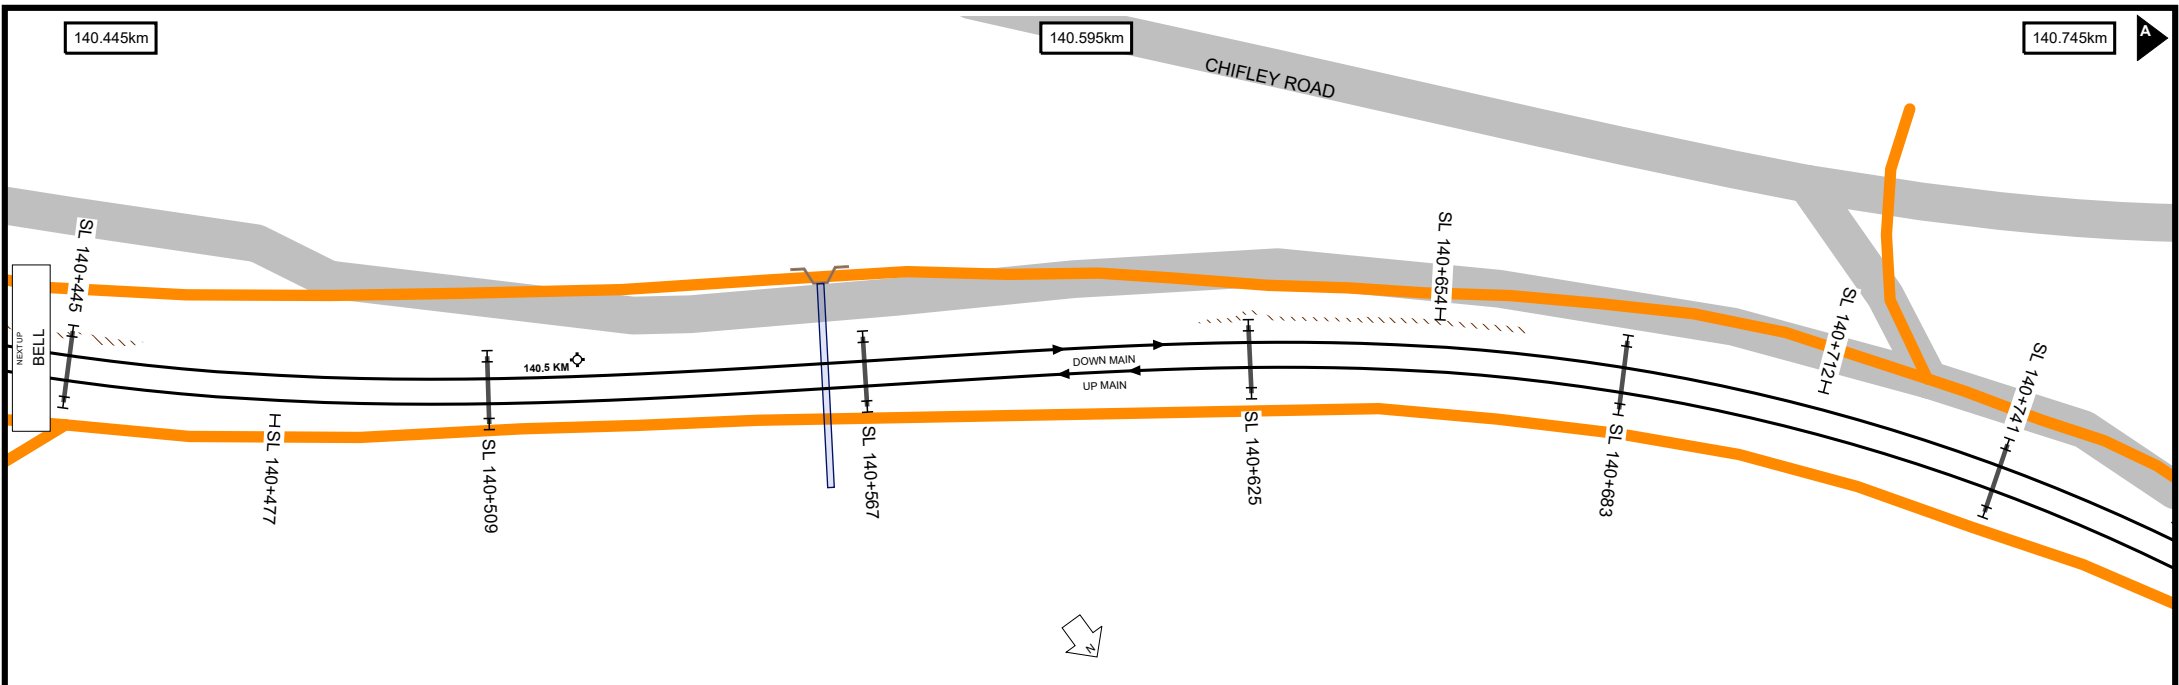 140.445km
140.595km
140.745km
A
CHIFLEY ROAD
SL 140+445
SL 140+654
SL 140+712
SL 140+741
NEXT UP
BELL
140.5 KM
DOWN MAIN
UP MAIN
SL 140+477
SL 140+509
SL 140+567
SL 140+625
SL 140+683
N